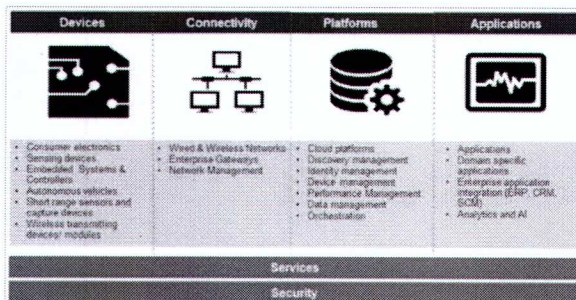 Devices
Connectivity
Platforms
Applications
• Consumer electronics
• Sensing devices
• Embedded Systems &
Controllers
• Autonomous vehicles
• Short range sensors and
capture devices
• Wireless transmitting
devices/ modules
• Wired & Wireless Networks
• Enterprise Gateways
• Network Management
• Cloud platforms
• Discovery management
• Identity management
• Device management
• Performance Management
• Data management
• Orchestration
• Applications
• Domain specific
applications
• Enterprise application
integration (ERP, CRM,
SCM)
• Analytics and AI
Services
Security